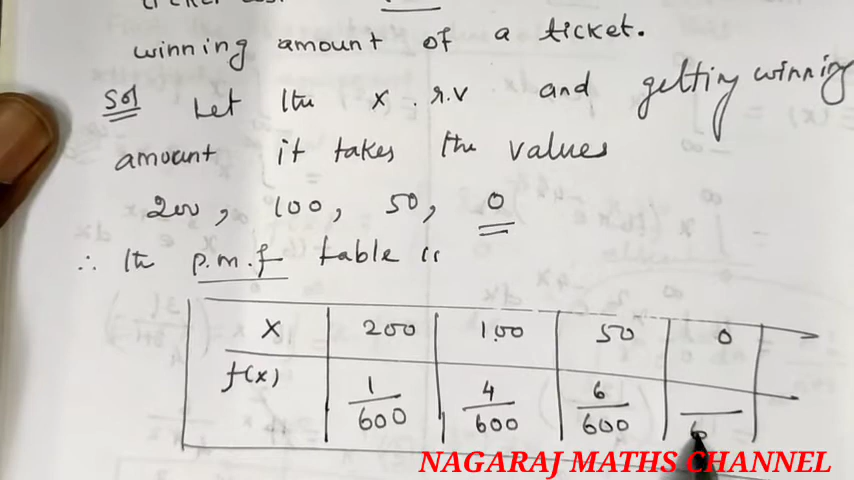 winning amount of a ticket.
Sol Let the x r.v and getting winning
amount it takes the values
200, 100, 50, 0
∴ the p.m.f table is
X 200 100 50 0
f(x) 1/600 4/600 6/600 6
NAGARAJ MATHS CHANNEL